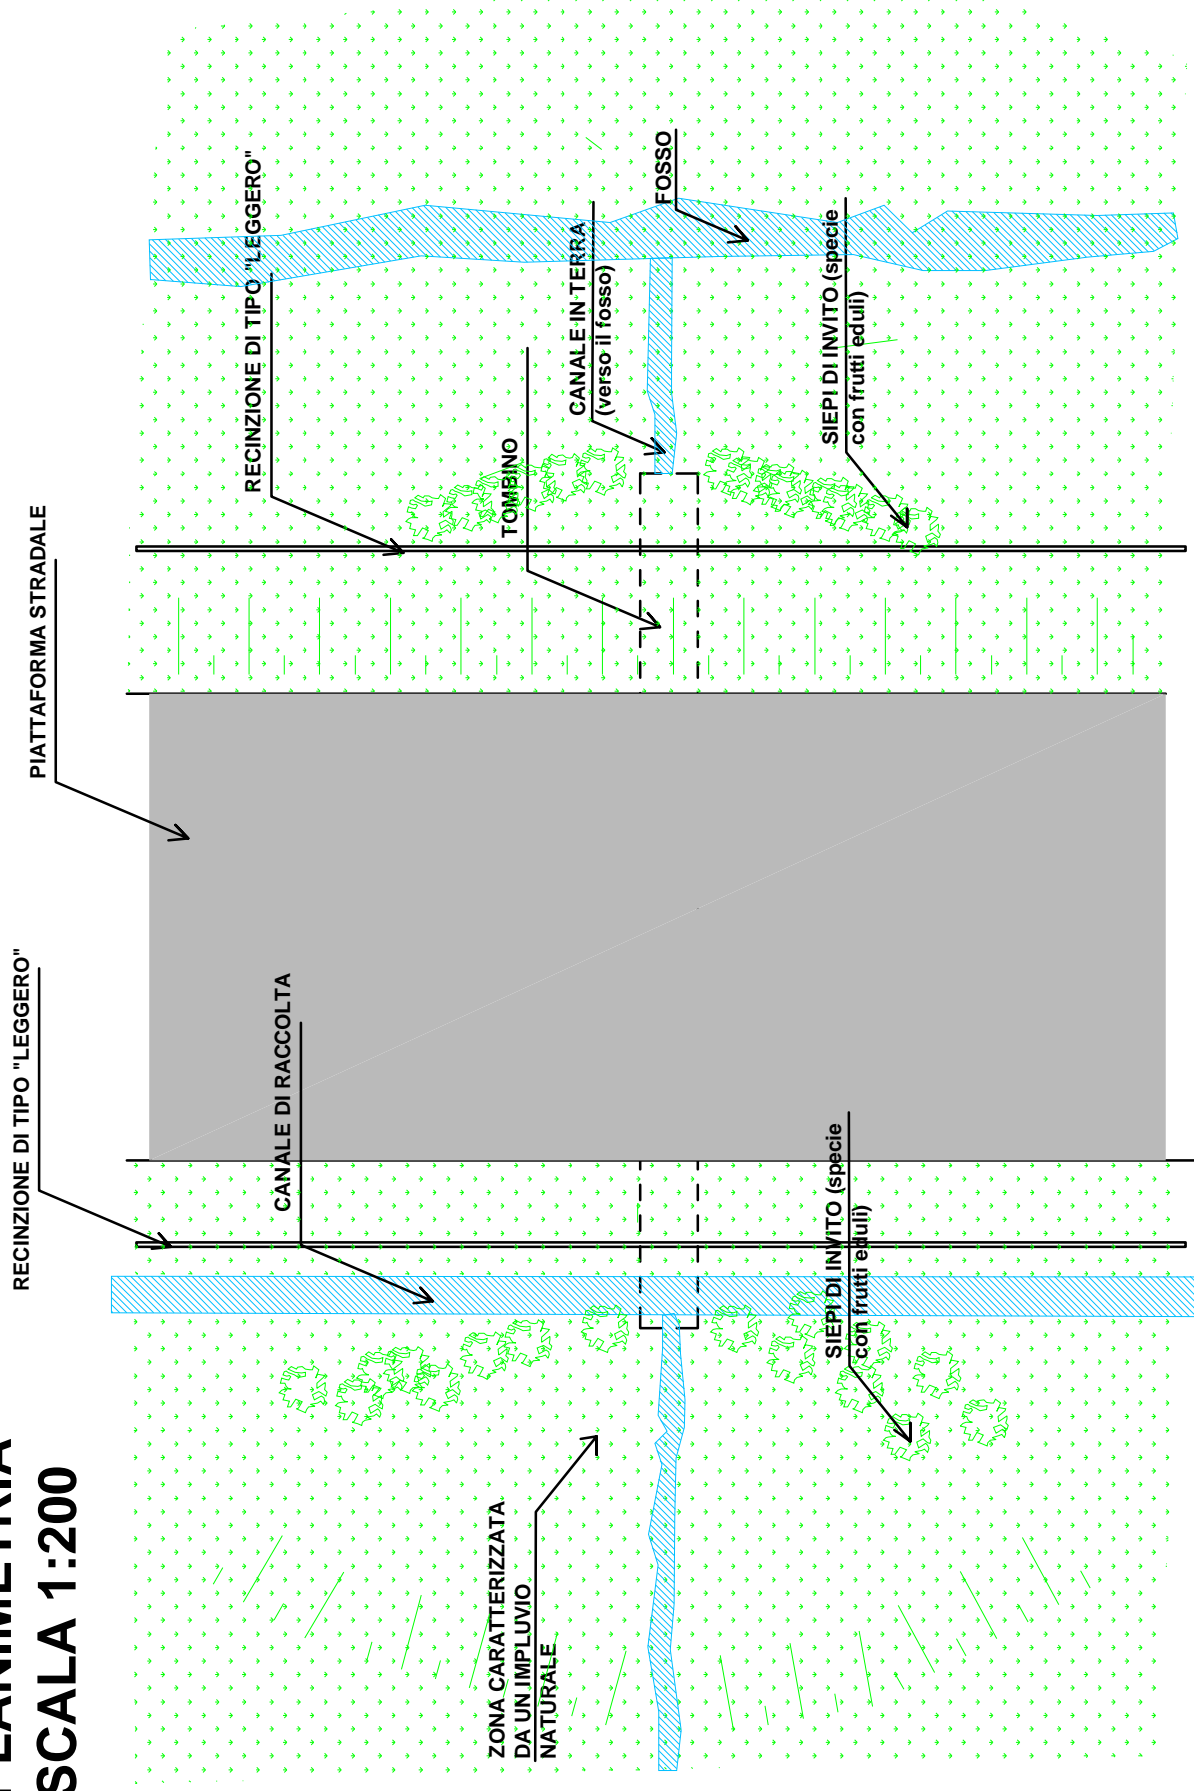 PLANIMETRIA
SCALA 1:200
RECINZIONE DI TIPO "LEGGERO"
PIATTAFORMA STRADALE
CANALE DI RACCOLTA
RECINZIONE DI TIPO "LEGGERO"
ZONA CARATTERIZZATA
DA UN IMPLUVIO
NATURALE
TOMBINO
CANALE IN TERRA
(verso il fosso)
FOSSO
SIEPI DI INVITO (specie
con frutti eduli)
SIEPI DI INVITO (specie
con frutti eduli)